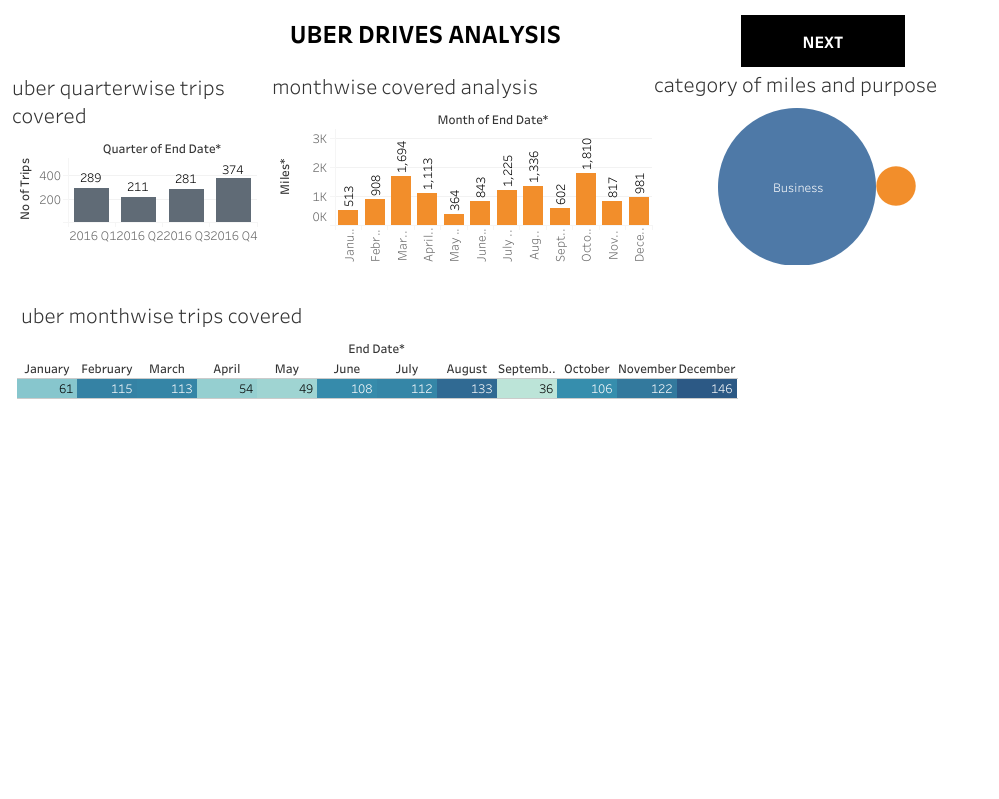 UBER DRIVES ANALYSIS
NEXT
uber quarterwise trips
covered
Quarter of End Date*
No of Trips
400
200
289
211
281
374
2016 Q1
2016 Q2
2016 Q3
2016 Q4
monthwise covered analysis
Month of End Date*
Miles*
3K
2K
1K
0K
513
908
1,694
1,113
364
843
1,225
1,336
602
1,810
817
981
Janu..
Febr..
Mar..
April..
May ..
June..
July ..
Aug..
Sept..
Octo..
Nov..
Dece..
category of miles and purpose
Business
uber monthwise trips covered
End Date*
January February March April May June July August Septemb.. October November December
61 115 113 54 49 108 112 133 36 106 122 146